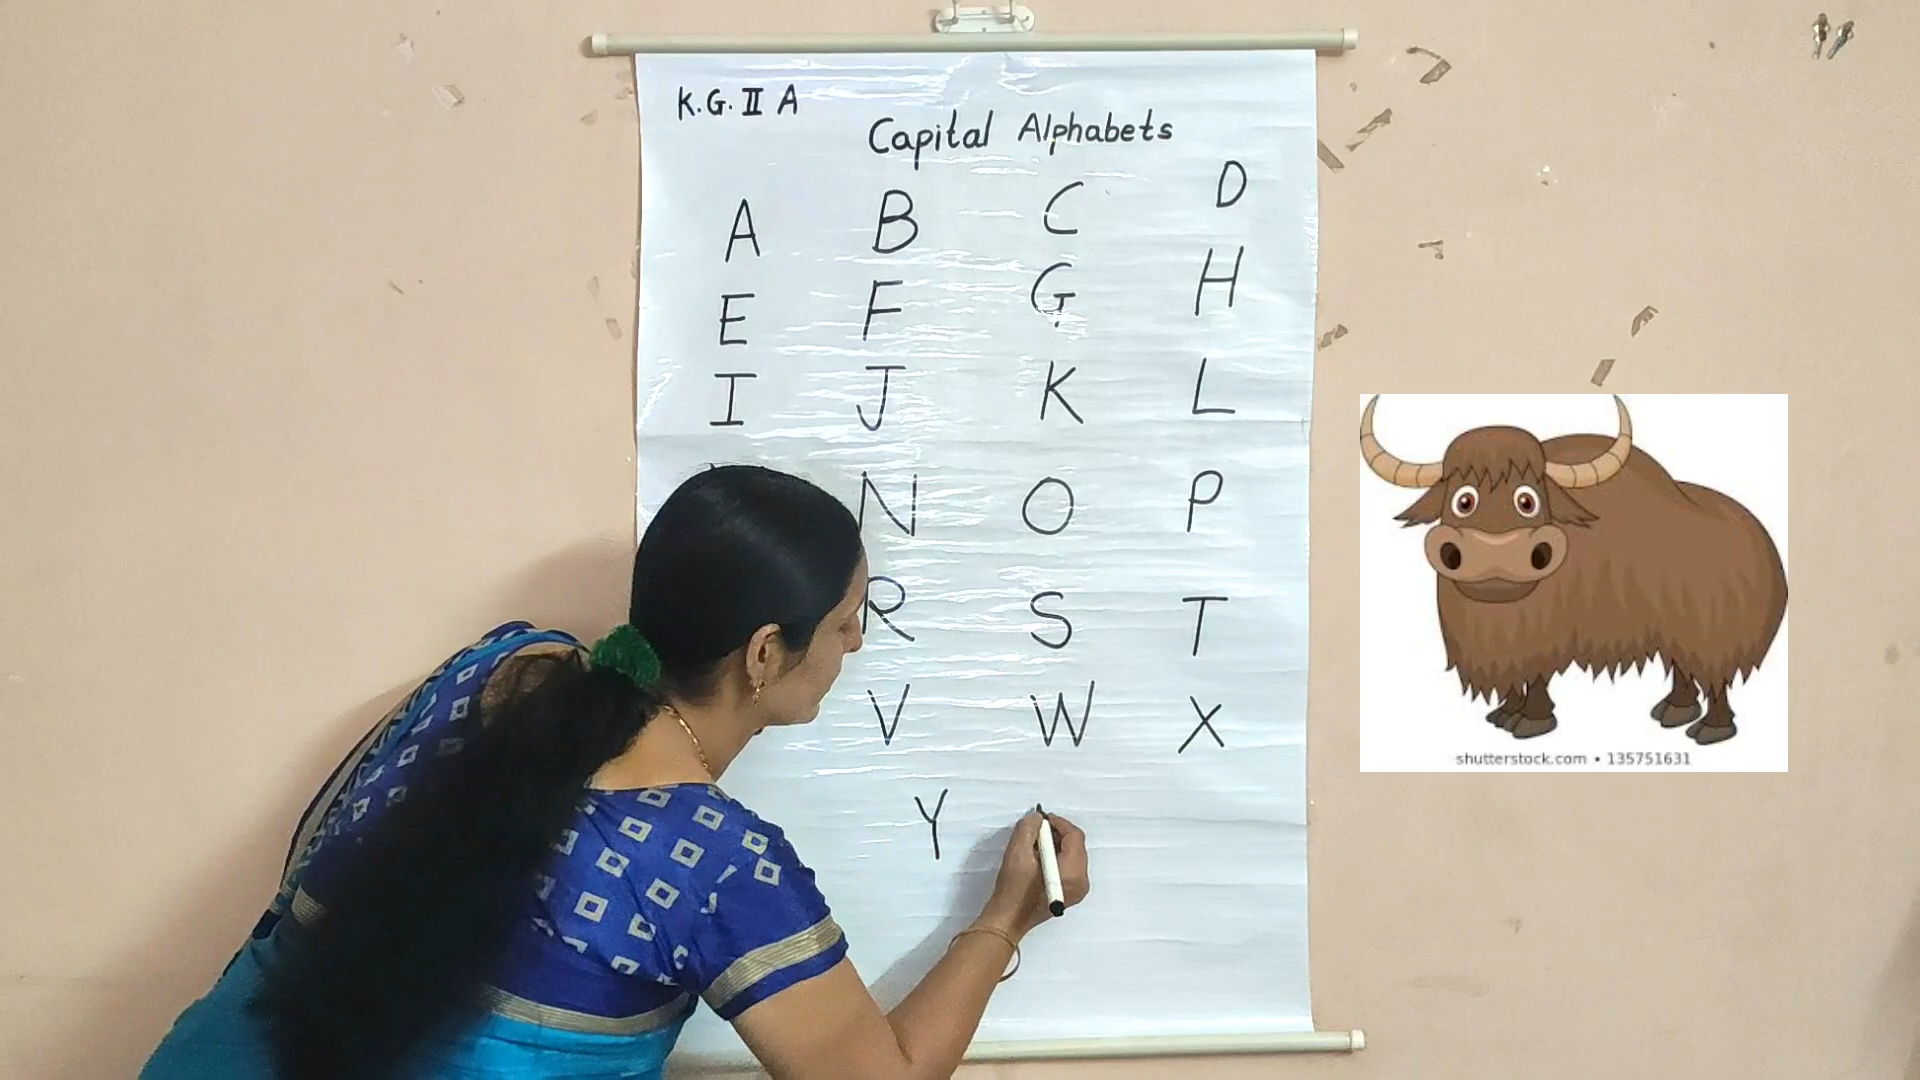 K.G. II A
Capital Alphabets
A B C D
E F G H
I J K L
N O P
R S T
V W X
Y
shutterstock.com • 135751631